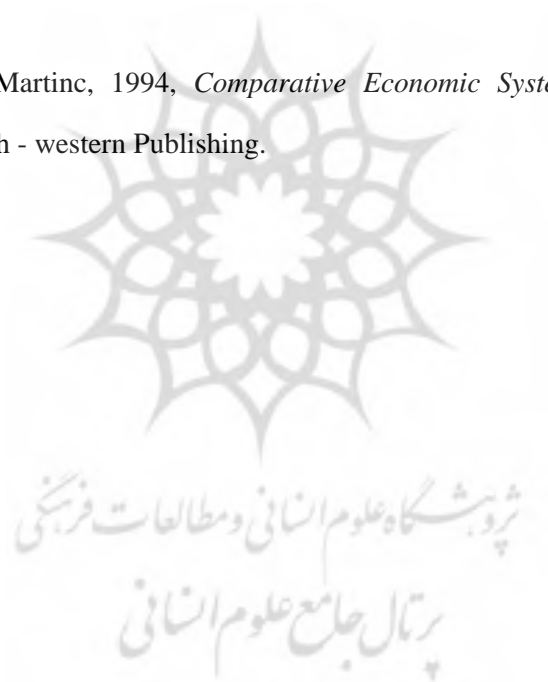 Martinc, 1994, Comparative Economic Syste
h - western Publishing.
پژوهشگاه علوم انسانی و مطالعات فرهنگی
پرتال جامع علوم انسانی